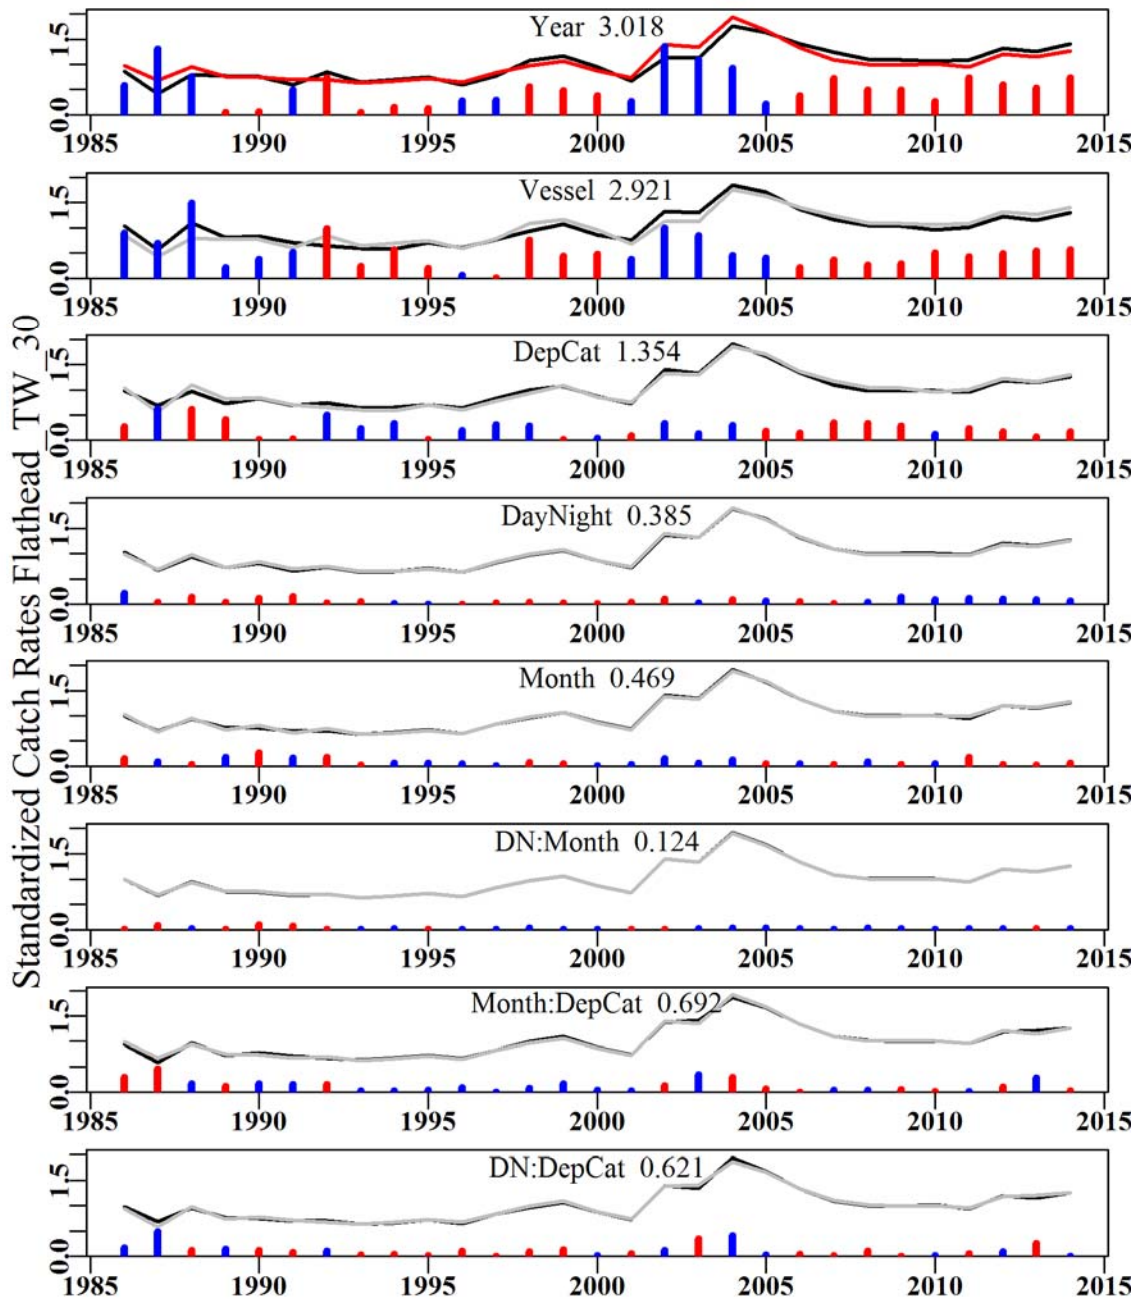 Standardized Catch Rates Flathead_TW_30
Year 3.018
1.5
0.0
1985 1990 1995 2000 2005 2010 2015
Vessel 2.921
1.5
0.0
1985 1990 1995 2000 2005 2010 2015
DepCat 1.354
1.5
0.0
1985 1990 1995 2000 2005 2010 2015
DayNight 0.385
1.5
0.0
1985 1990 1995 2000 2005 2010 2015
Month 0.469
1.5
0.0
1985 1990 1995 2000 2005 2010 2015
DN:Month 0.124
1.5
0.0
1985 1990 1995 2000 2005 2010 2015
Month:DepCat 0.692
1.5
0.0
1985 1990 1995 2000 2005 2010 2015
DN:DepCat 0.621
1.5
0.0
1985 1990 1995 2000 2005 2010 2015